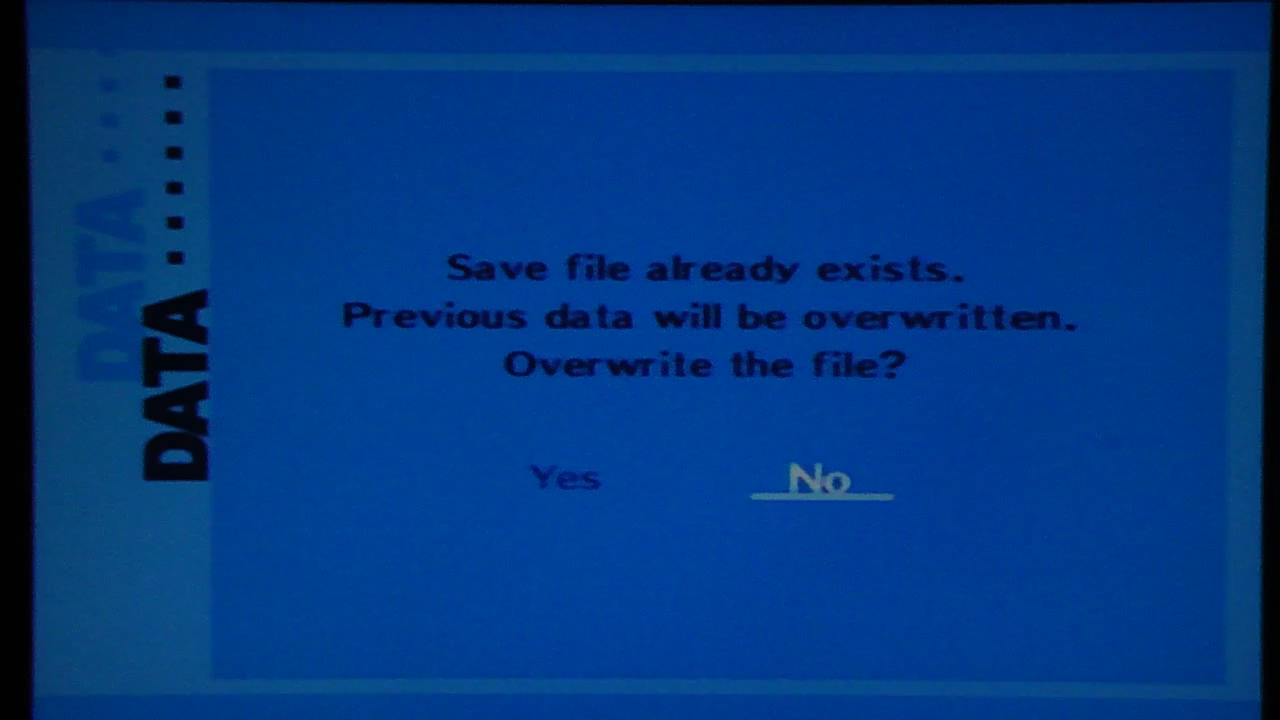 DATA ......
DATA ...
Save file already exists.
Previous data will be overwritten.
Overwrite the file?
Yes No